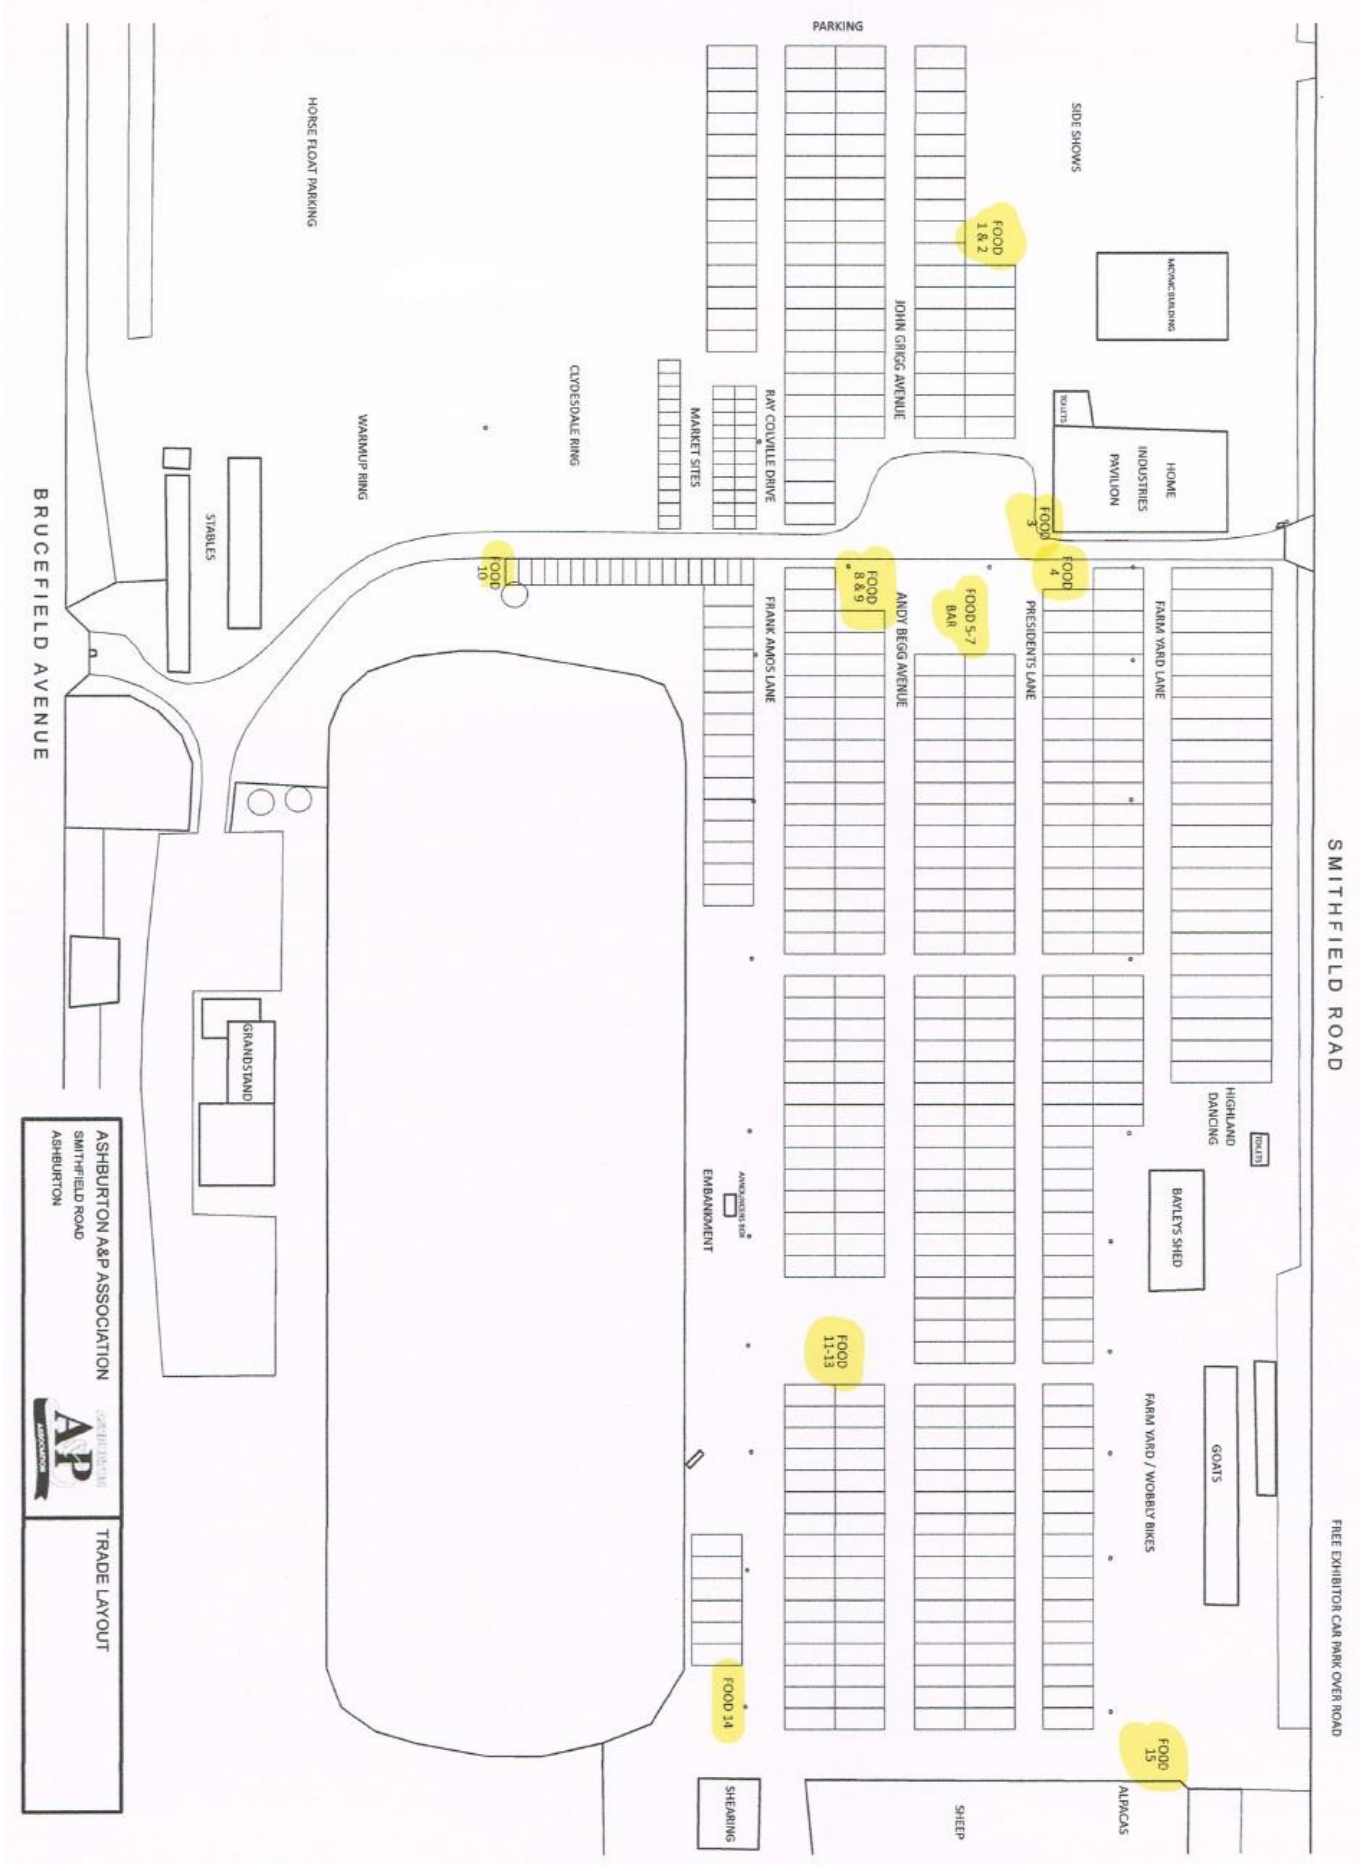 PARKING
SIDE SHOWS
HORSE FLOAT PARKING
FOOD
1 & 2
MCVMC BUILDING
JOHN GRIGG AVENUE
CLYDESDALE RING
RAY COLVILLE DRIVE
MARKET SITES
WARMUP RING
TOILETS
HOME
INDUSTRIES
PAVILION
STABLES
FOOD
3
FOOD
4
FOOD
10
FOOD
8 & 9
FOOD 5-7
BAR
FRANK AMOS LANE
ANDY BEGG AVENUE
PRESIDENTS LANE
FARM YARD LANE
BRUCEFIELD AVENUE
SMITHFIELD ROAD
GRANDSTAND
HIGHLAND
DANCING
TOILETS
BAYLEYS SHED
ANNOUNCERS BOX
EMBANKMENT
FOOD
11-13
FARM YARD / WOBBLY BIKES
GOATS
FREE EXHIBITOR CAR PARK OVER ROAD
FOOD 14
FOOD
15
SHEARING
SHEEP
ALPACAS
ASHBURTON A&P ASSOCIATION
SMITHFIELD ROAD
ASHBURTON
A&P
ASSOCIATION
TRADE LAYOUT